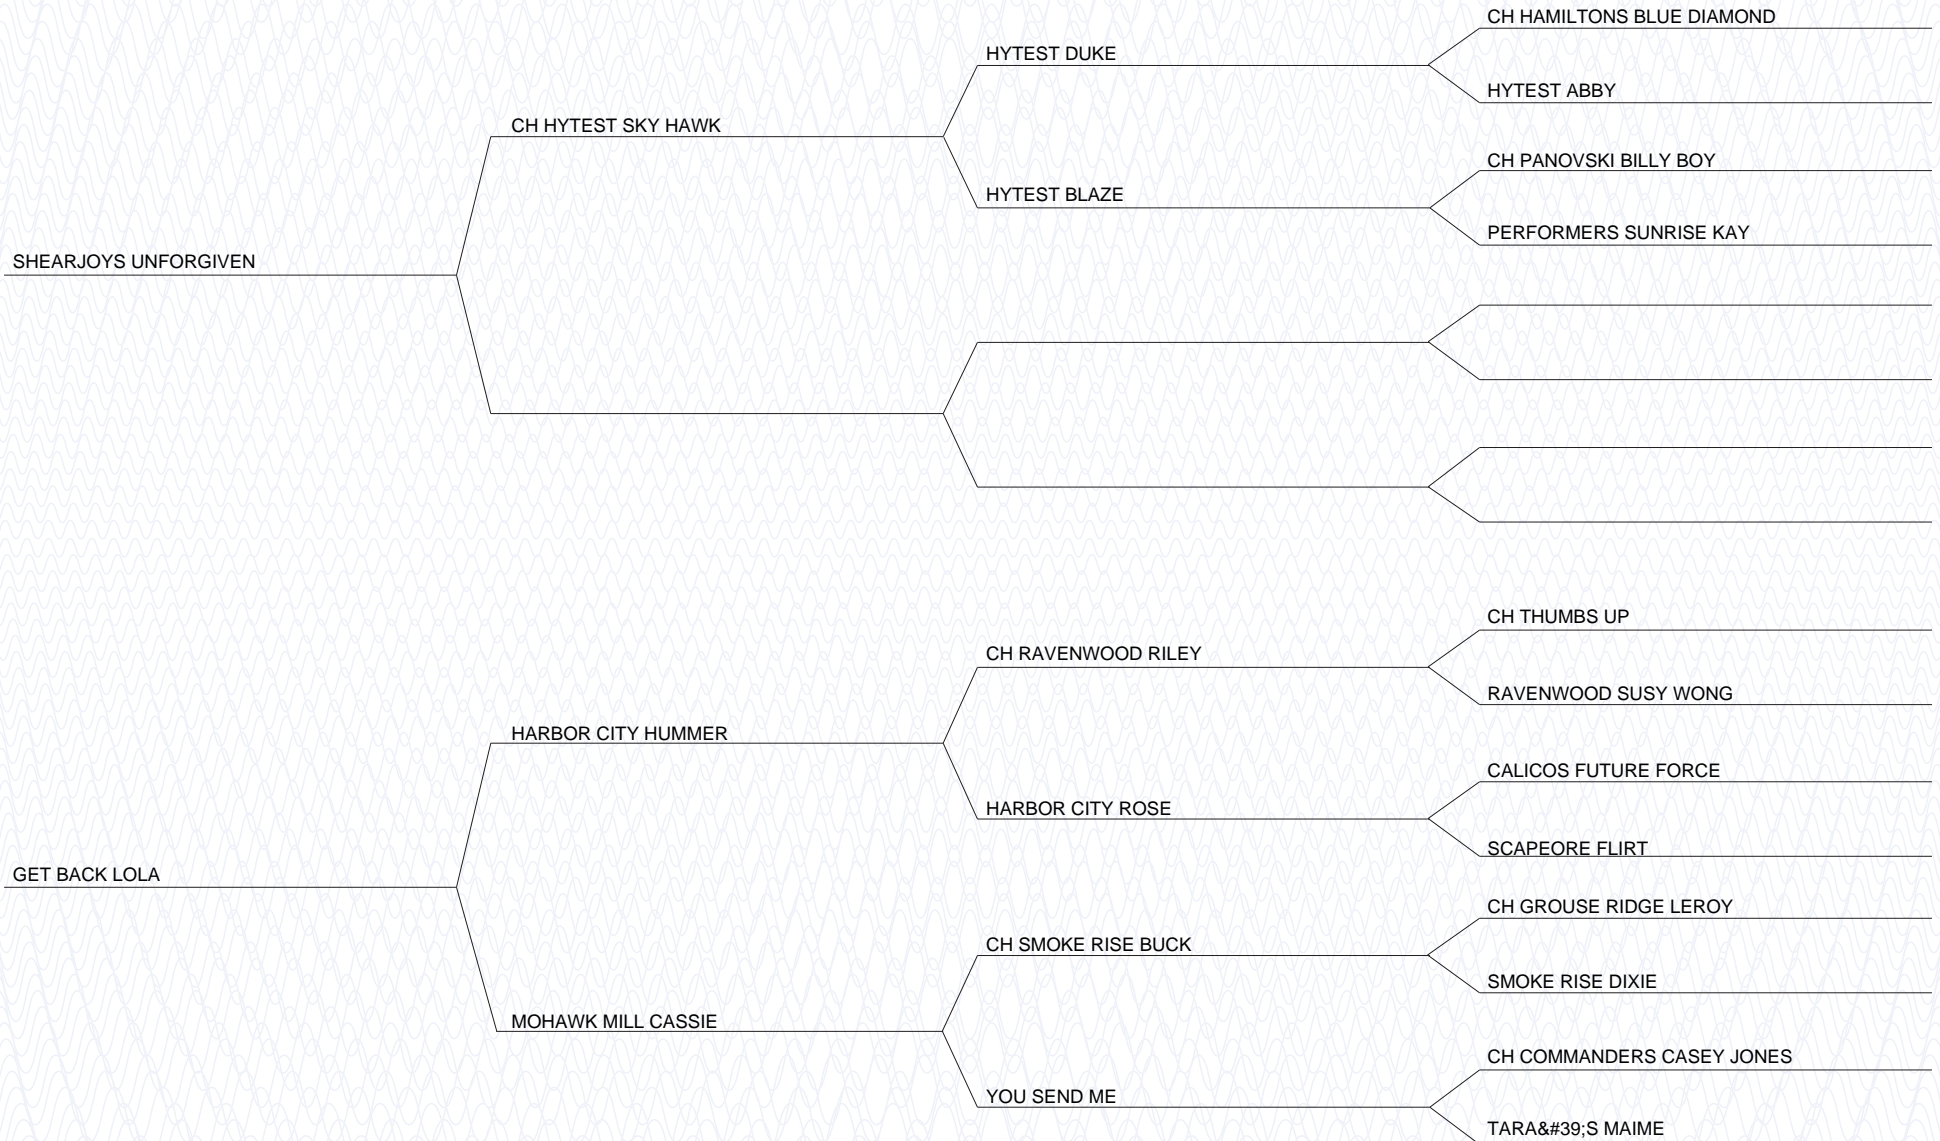 CH HAMILTONS BLUE DIAMOND
HYTEST DUKE
HYTEST ABBY
CH HYTEST SKY HAWK
CH PANOVSKI BILLY BOY
HYTEST BLAZE
PERFORMERS SUNRISE KAY
SHEARJOYS UNFORGIVEN
CH THUMBS UP
CH RAVENWOOD RILEY
RAVENWOOD SUSY WONG
HARBOR CITY HUMMER
CALICOS FUTURE FORCE
HARBOR CITY ROSE
SCAPEORE FLIRT
GET BACK LOLA
CH GROUSE RIDGE LEROY
CH SMOKE RISE BUCK
SMOKE RISE DIXIE
MOHAWK MILL CASSIE
CH COMMANDERS CASEY JONES
YOU SEND ME
TARA&#39;S MAIME